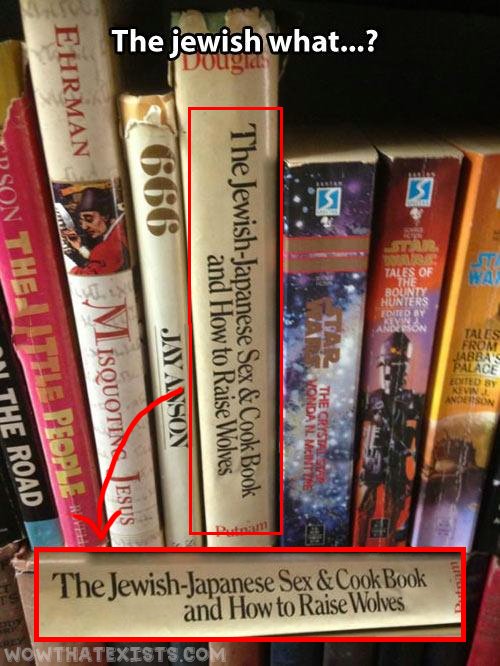 The jewish what...?
ERSON THE LITTLE PEOPLE
THE ROAD
EHRMAN
MISQUOTING JESUS
666
JAY ANSON
Douglas
The Jewish-Japanese Sex & Cook Book
and How to Raise Wolves
Putnam
STAR
WARS
THE CRYSTAL STAR
VONDA N. MCINTYRE
STAR
WARS
TALES OF
THE
BOUNTY
HUNTERS
EDITED BY
KEVIN J.
ANDERSON
STAR
WARS
TALES
FROM
JABBA'S
PALACE
EDITED BY
KEVIN J.
ANDERSON
The Jewish-Japanese Sex & Cook Book
and How to Raise Wolves
Putnam
WOWTHATEXISTS.COM